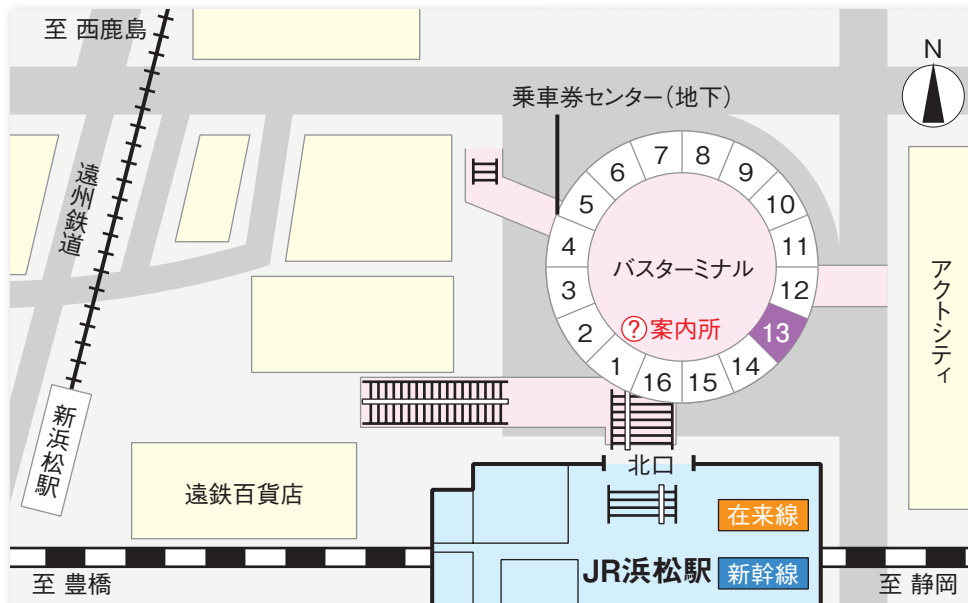 至 西鹿島
N
乗車券センター(地下)
遠州鉄道
1
2
3
4
5
6
7
8
9
10
11
12
13
14
15
16
バスターミナル
?案内所
アクトシティ
新浜松駅
遠鉄百貨店
北口
在来線
JR浜松駅
新幹線
至 豊橋
至 静岡